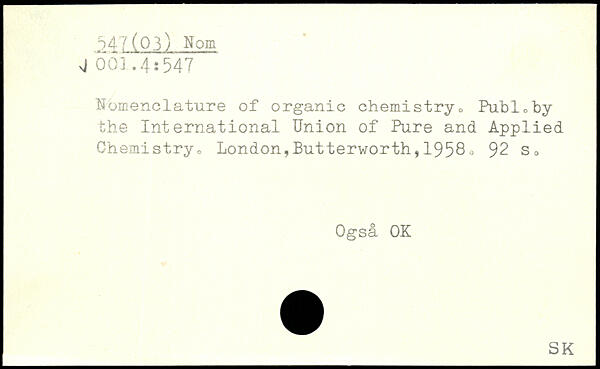 547(03) Nom
√ 001.4:547
Nomenclature of organic chemistry. Publ.by
the International Union of Pure and Applied
Chemistry. London,Butterworth,1958. 92 s.
Også OK
SK